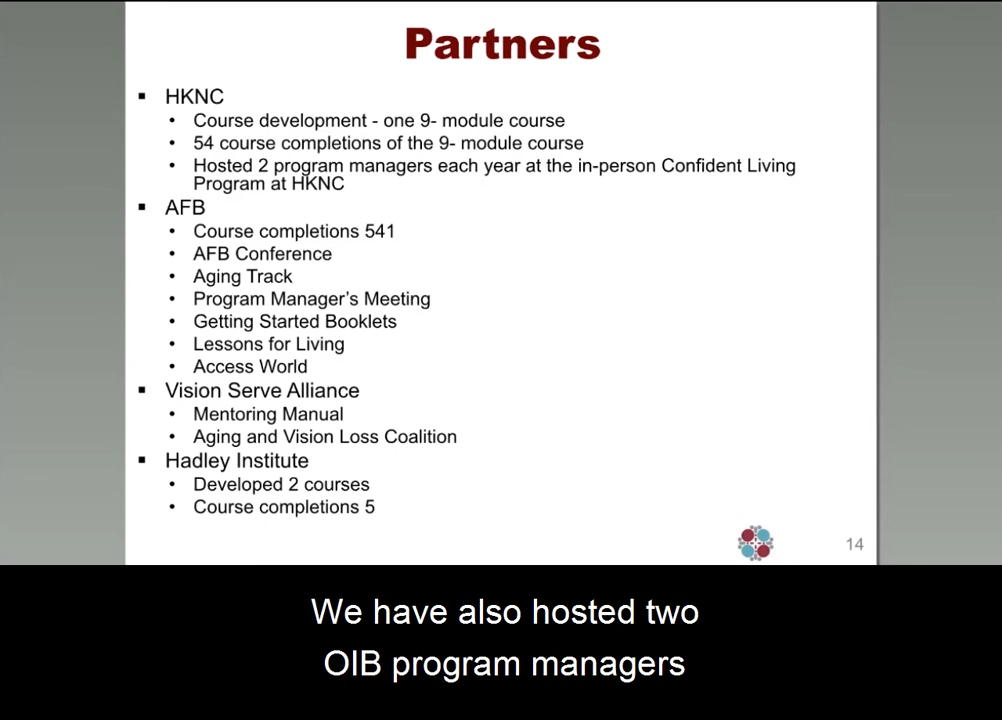 Partners
▪ HKNC
• Course development - one 9- module course
• 54 course completions of the 9- module course
• Hosted 2 program managers each year at the in-person Confident Living
Program at HKNC
▪ AFB
• Course completions 541
• AFB Conference
• Aging Track
• Program Manager’s Meeting
• Getting Started Booklets
• Lessons for Living
• Access World
▪ Vision Serve Alliance
• Mentoring Manual
• Aging and Vision Loss Coalition
▪ Hadley Institute
• Developed 2 courses
• Course completions 5
14
We have also hosted two
OIB program managers